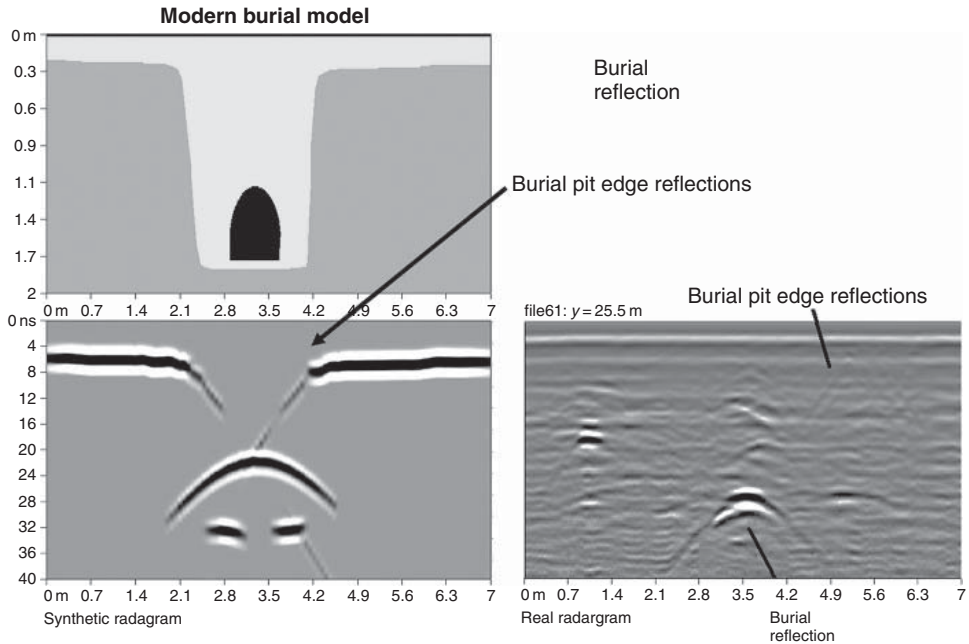 Modern burial model
0 m
0.3
0.6
0.9
1.1
1.4
1.7
2
0 m 0.7 1.4 2.1 2.8 3.5 4.2 4.9 5.6 6.3 7
Burial
reflection
Burial pit edge reflections
0 ns
4
8
12
16
20
24
28
32
36
40
0 m 0.7 1.4 2.1 2.8 3.5 4.2 4.9 5.6 6.3 7
Synthetic radagram
Burial pit edge reflections
file61: y = 25.5 m
0 m 0.7 1.4 2.1 2.8 3.5 4.2 4.9 5.6 6.3 7
Real radargram
Burial
reflection